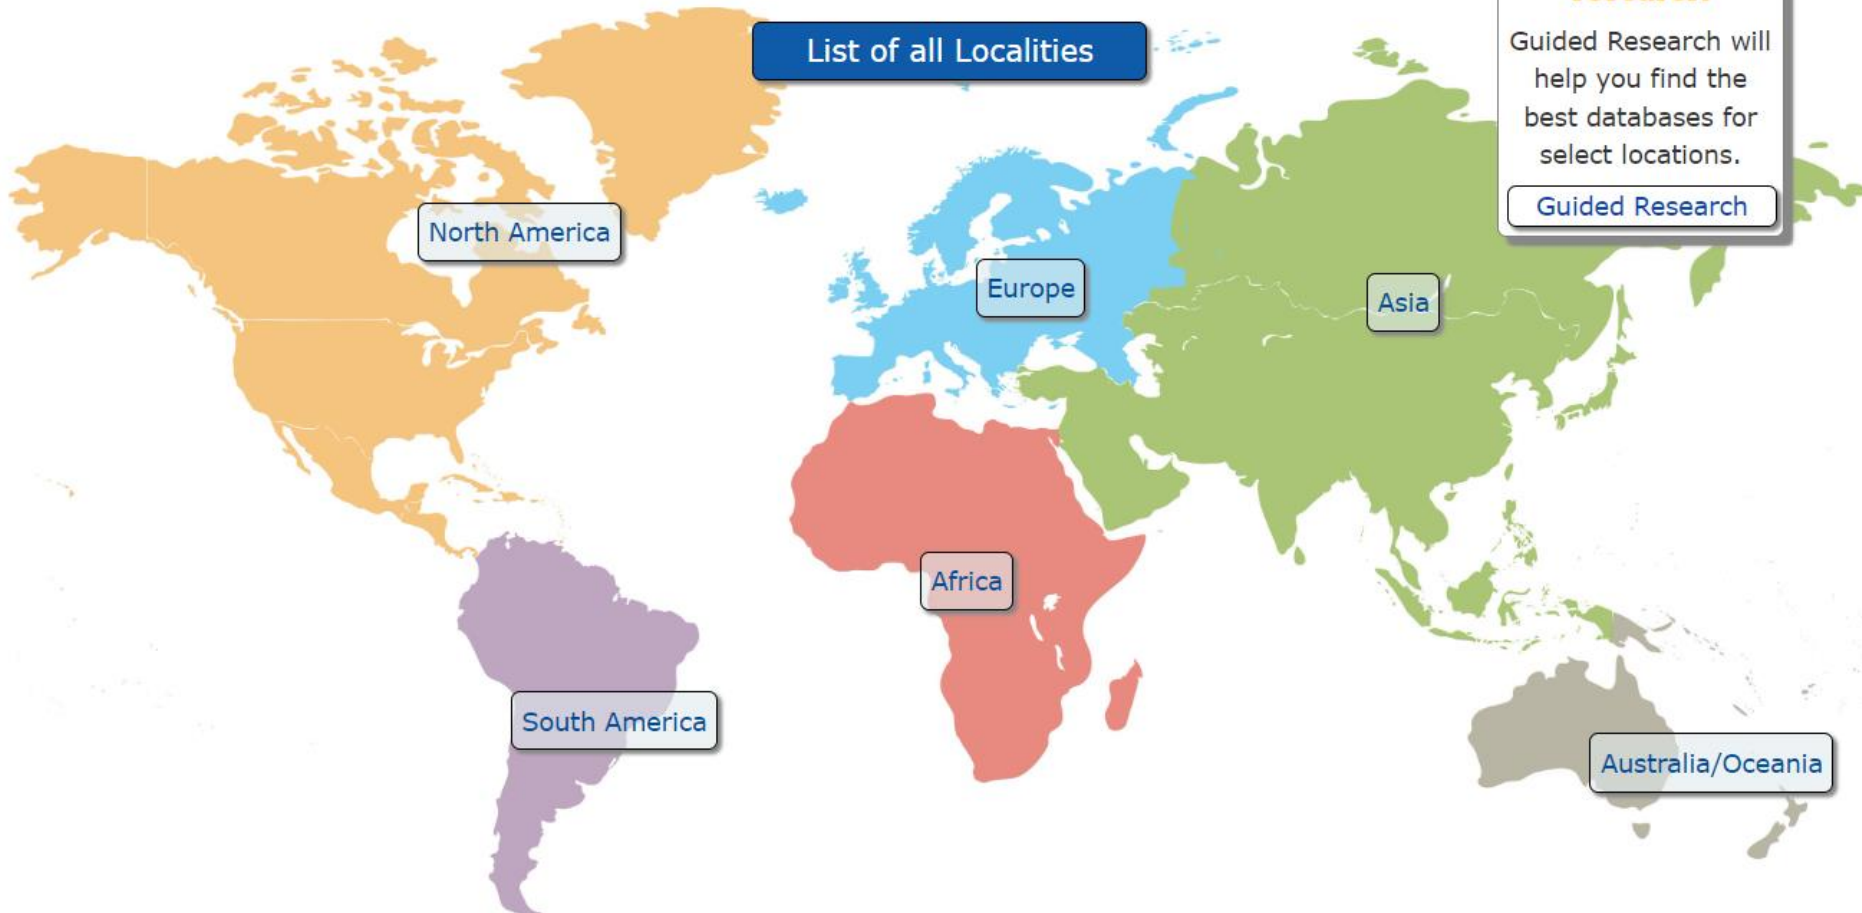 List of all Localities
Guided Research will
help you find the
best databases for
select locations.
Guided Research
North America
Europe
Asia
Africa
South America
Australia/Oceania